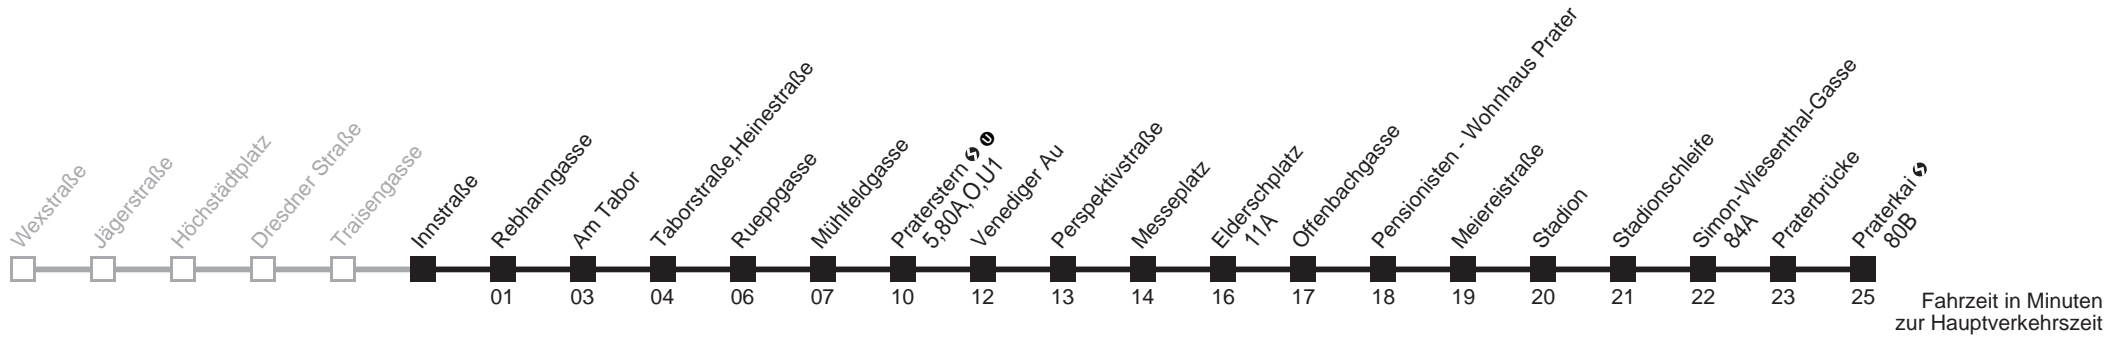 Wexstraße
Jägerstraße
Höchstädtplatz
Dresdner Straße
Traisengasse
Innstraße
Rebhanngasse
Am Tabor
Taborstraße,Heinestraße
Rueppgasse
Mühlfeldgasse
Praterstern S U
5,80A,O,U1
Venediger Au
Perspektivstraße
Messeplatz
Elderschplatz
11A
Offenbachgasse
Pensionisten - Wohnhaus Prater
Meiereistraße
Stadion
Stadionschleife
Simon-Wiesenthal-Gasse
84A
Praterbrücke
Praterkai S
80B
01 03 04 06 07 10 12 13 14 16 17 18 19 20 21 22 23 25
Fahrzeit in Minuten
zur Hauptverkehrszeit